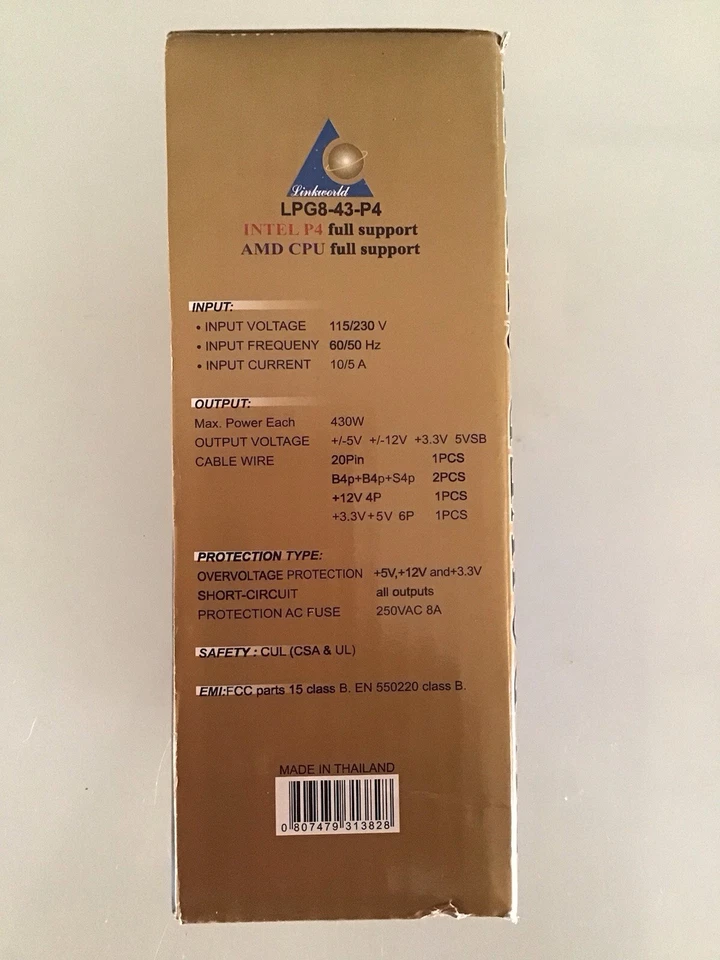 Linkworld
LPG8-43-P4
INTEL P4 full support
AMD CPU full support
INPUT:
• INPUT VOLTAGE 115/230 V
• INPUT FREQUENY 60/50 Hz
• INPUT CURRENT 10/5 A
OUTPUT:
Max. Power Each 430W
OUTPUT VOLTAGE +/-5V +/-12V +3.3V 5VSB
CABLE WIRE 20Pin 1PCS
B4p+B4p+S4p 2PCS
+12V 4P 1PCS
+3.3V+5V 6P 1PCS
PROTECTION TYPE:
OVERVOLTAGE PROTECTION +5V,+12V and+3.3V
SHORT-CIRCUIT all outputs
PROTECTION AC FUSE 250VAC 8A
SAFETY : CUL (CSA & UL)
EMI:FCC parts 15 class B. EN 550220 class B.
MADE IN THAILAND
0 807479 313828